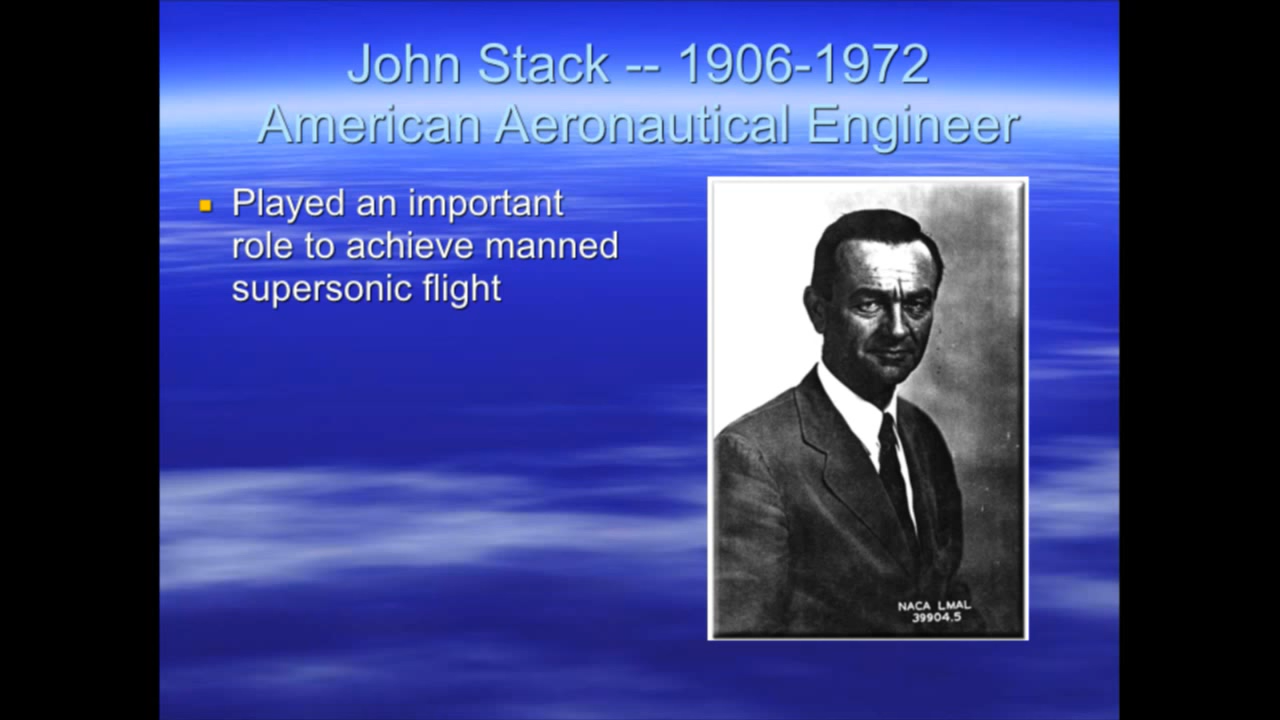 John Stack -- 1906-1972
American Aeronautical Engineer
Played an important
role to achieve manned
supersonic flight
NACA LMAL
39904.5